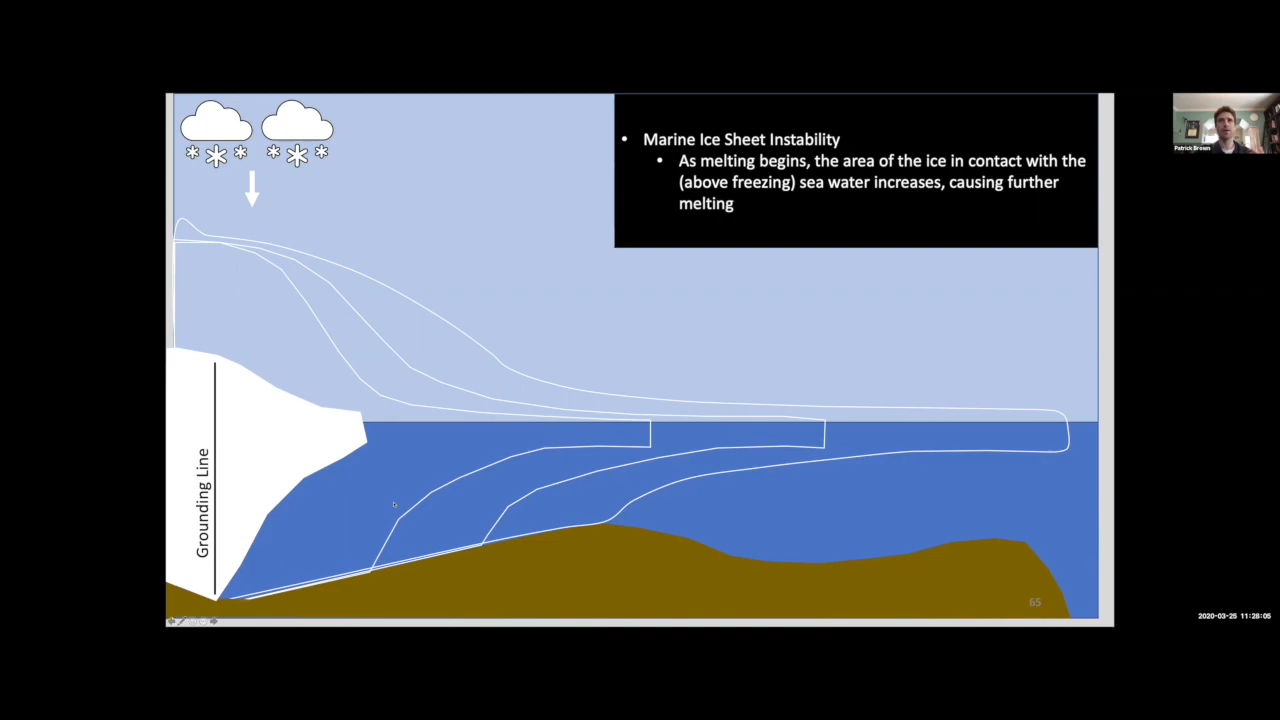 • Marine Ice Sheet Instability
• As melting begins, the area of the ice in contact with the
(above freezing) sea water increases, causing further
melting
Patrick Brown
Grounding Line
65
2020-03-25 11:28:05